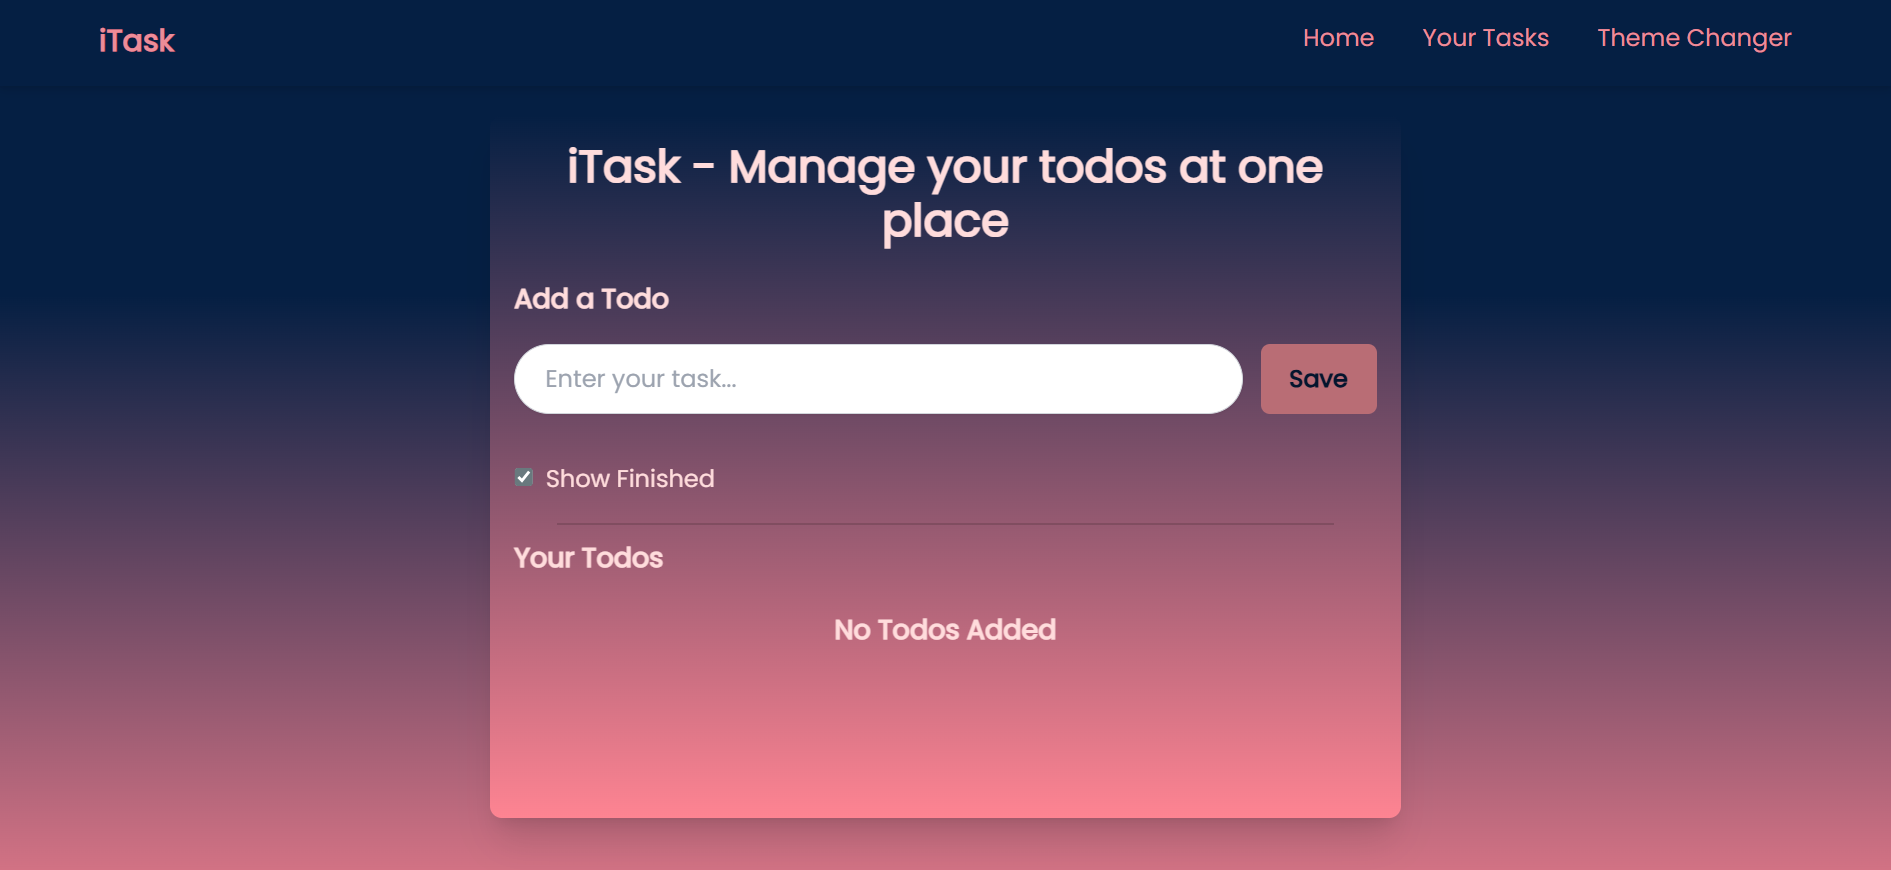 iTask
Home
Your Tasks
Theme Changer
iTask - Manage your todos at one
place
Add a Todo
Enter your task...
Save
Show Finished
Your Todos
No Todos Added